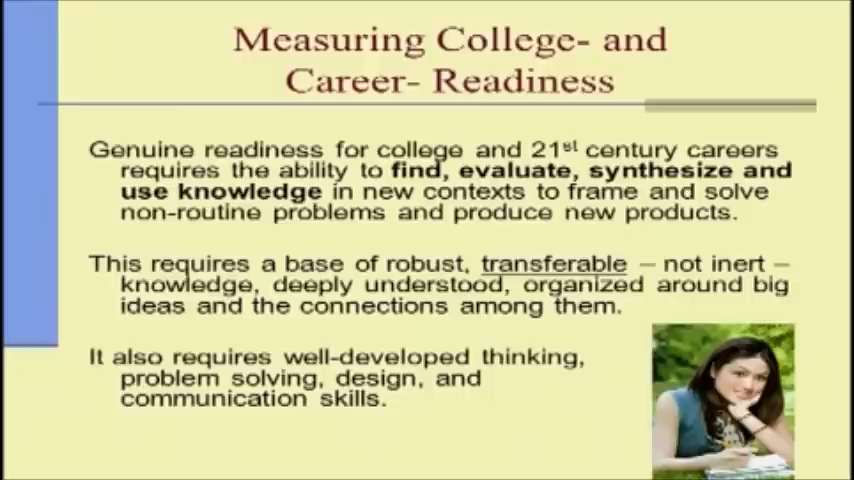 Measuring College- and
Career- Readiness
Genuine readiness for college and 21st century careers
requires the ability to find, evaluate, synthesize and
use knowledge in new contexts to frame and solve
non-routine problems and produce new products.
This requires a base of robust, transferable – not inert –
knowledge, deeply understood, organized around big
ideas and the connections among them.
It also requires well-developed thinking,
problem solving, design, and
communication skills.